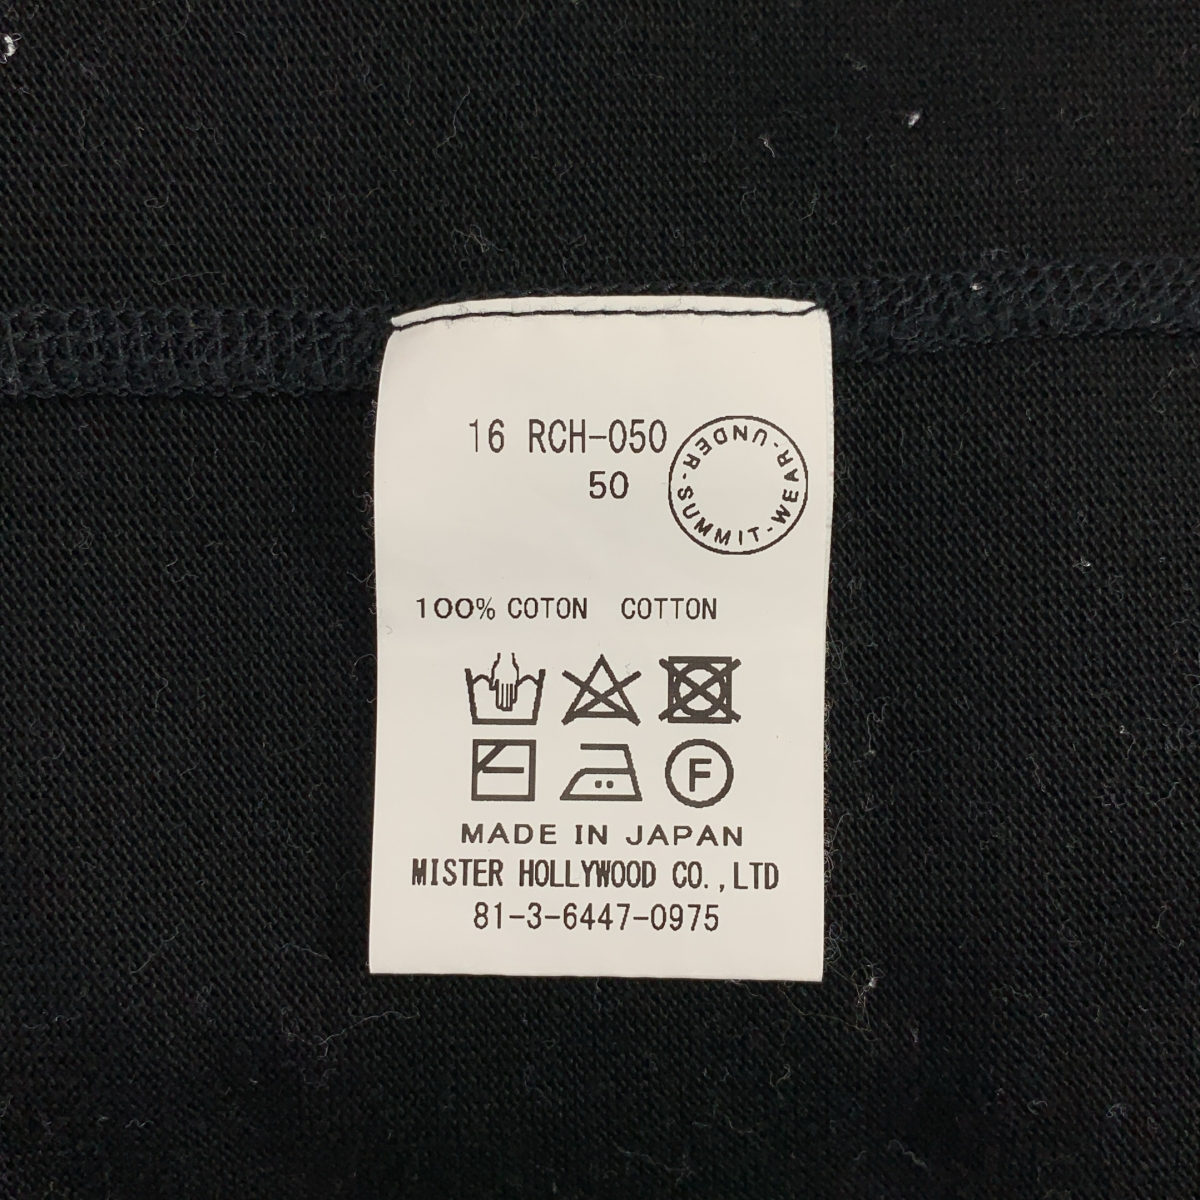 16 RCH-050
50
UNDER-SUMMIT-WEAR-
100% COTON COTTON
F
MADE IN JAPAN
MISTER HOLLYWOOD CO.,LTD
81-3-6447-0975